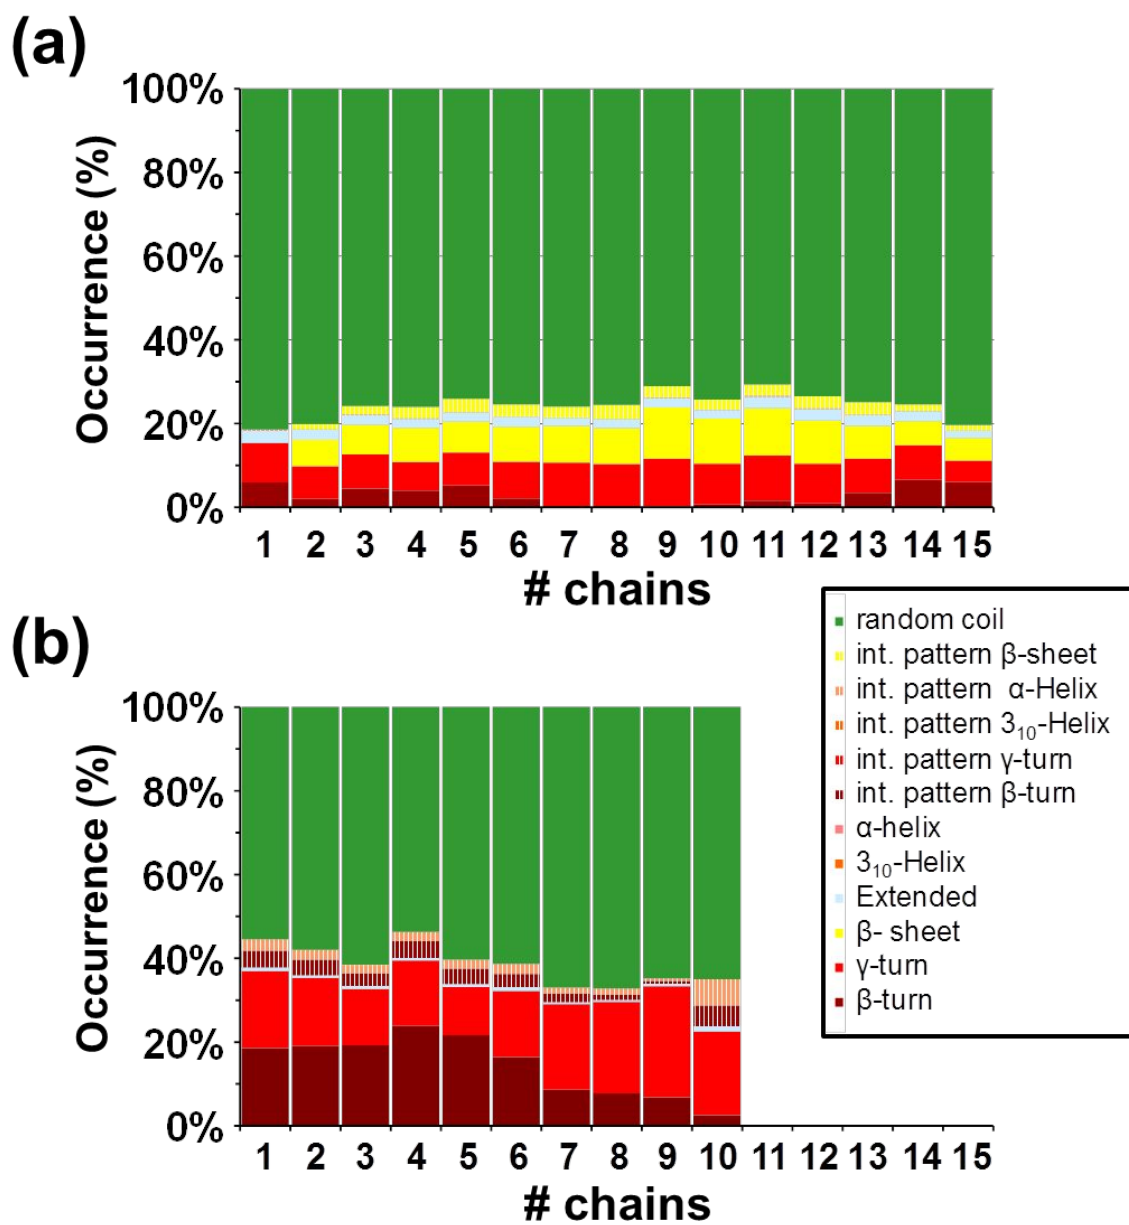 (a)
Occurrence (%)
100%
80%
60%
40%
20%
0%
1 2 3 4 5 6 7 8 9 10 11 12 13 14 15
# chains
(b)
Occurrence (%)
100%
80%
60%
40%
20%
0%
1 2 3 4 5 6 7 8 9 10 11 12 13 14 15
# chains
random coil
int. pattern β-sheet
int. pattern α-Helix
int. pattern 3₁₀-Helix
int. pattern γ-turn
int. pattern β-turn
α-helix
3₁₀-Helix
Extended
β- sheet
γ-turn
β-turn